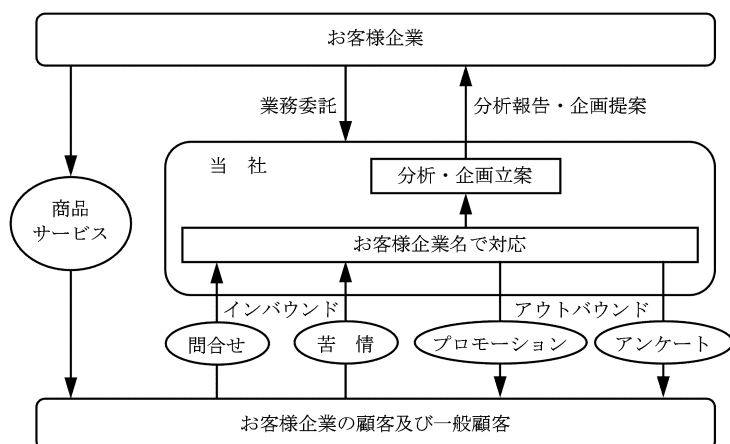 お客様企業
業務委託
分析報告・企画提案
当　社
分析・企画立案
商品
サービス
お客様企業名で対応
インバウンド
アウトバウンド
問合せ
苦　情
プロモーション
アンケート
お客様企業の顧客及び一般顧客